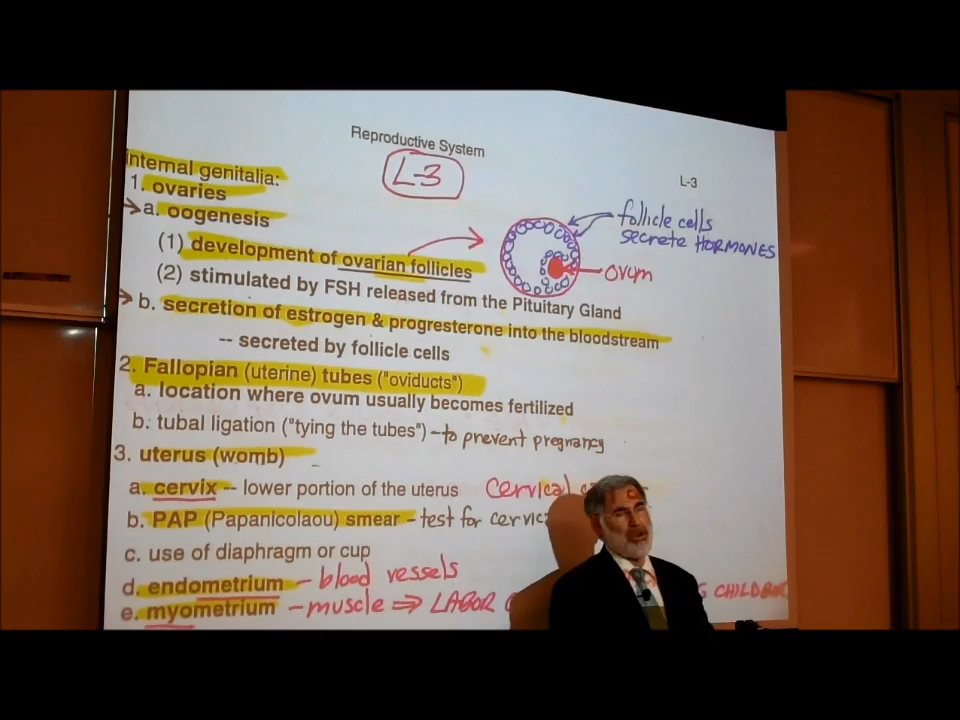 Reproductive System
L-3
L-3
internal genitalia:
1. ovaries
a. oogenesis
(1) development of ovarian follicles
follicle cells
secrete HORMONES
ovum
(2) stimulated by FSH released from the Pituitary Gland
b. secretion of estrogen & progresterone into the bloodstream
-- secreted by follicle cells
2. Fallopian (uterine) tubes ("oviducts")
a. location where ovum usually becomes fertilized
b. tubal ligation ("tying the tubes") – to prevent pregnancy
3. uterus (womb)
a. cervix -- lower portion of the uterus cervical
b. PAP (Papanicolaou) smear – test for
c. use of diaphragm or cup
d. endometrium – blood vessels
e. myometrium – muscle ⇒ LABOR